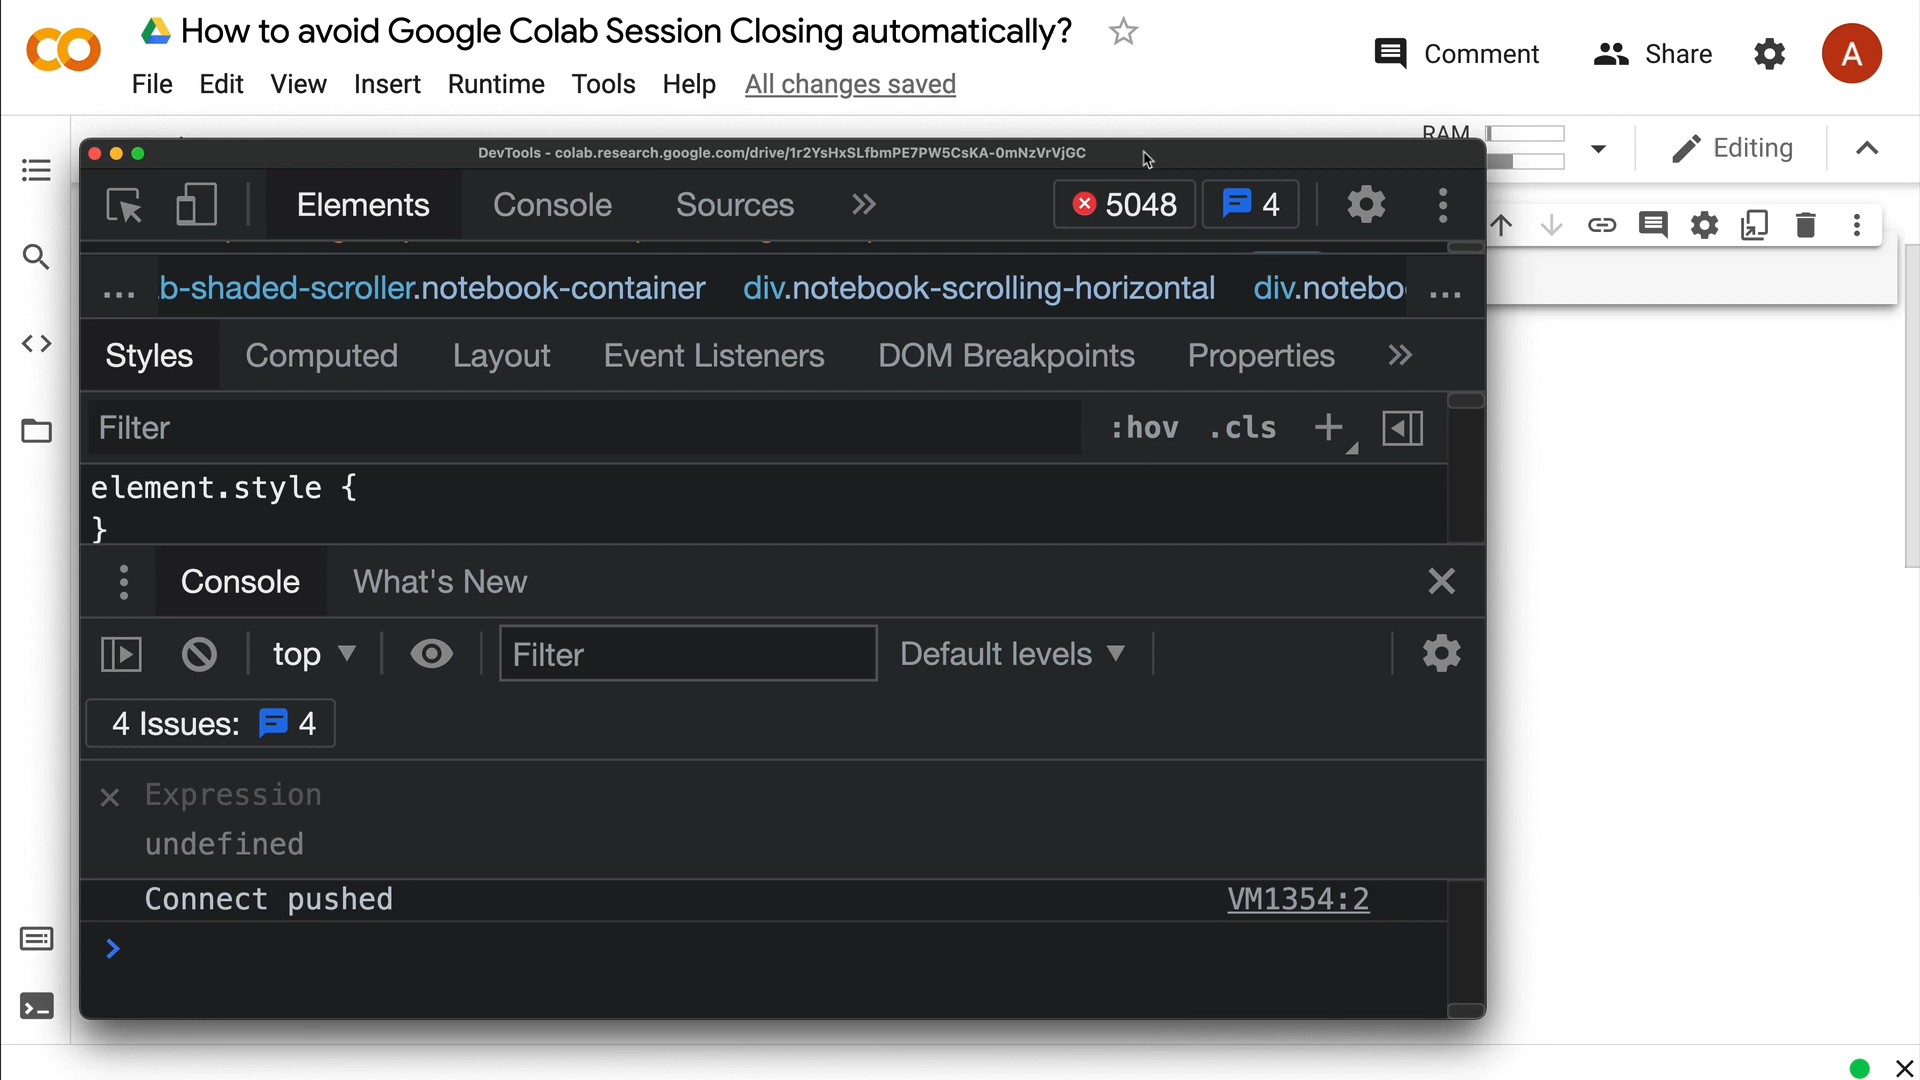 How to avoid Google Colab Session Closing automatically?
Comment
Share
A
File Edit View Insert Runtime Tools Help All changes saved
RAM
Editing
DevTools - colab.research.google.com/drive/1r2YsHxSLfbmPE7PW5CsKA-0mNzVrVjGC
Elements Console Sources 5048 4
... b-shaded-scroller.notebook-container div.notebook-scrolling-horizontal div.notebo ...
Styles Computed Layout Event Listeners DOM Breakpoints Properties
Filter :hov .cls
element.style {
}
Console What's New
top Filter Default levels
4 Issues: 4
Expression
undefined
Connect pushed VM1354:2